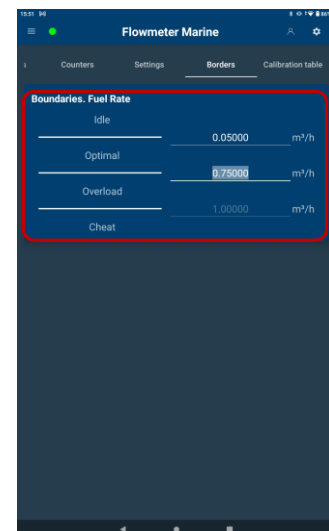 15:51
Flowmeter Marine
Counters Settings Borders Calibration table
Boundaries. Fuel Rate
Idle
0.05000 m³/h
Optimal
0.75000 m³/h
Overload
1.00000 m³/h
Cheat